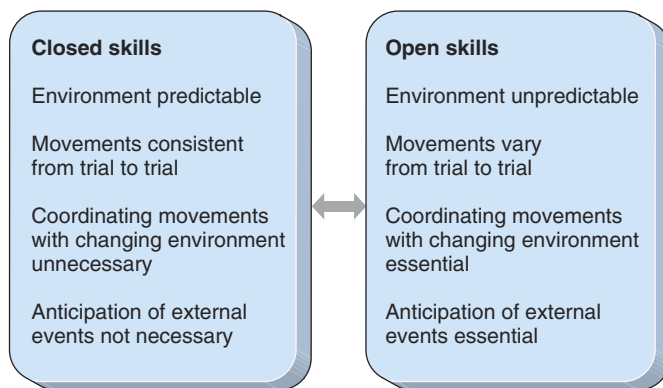 Closed skills
Environment predictable
Movements consistent
from trial to trial
Coordinating movements
with changing environment
unnecessary
Anticipation of external
events not necessary
Open skills
Environment unpredictable
Movements vary
from trial to trial
Coordinating movements
with changing environment
essential
Anticipation of external
events essential